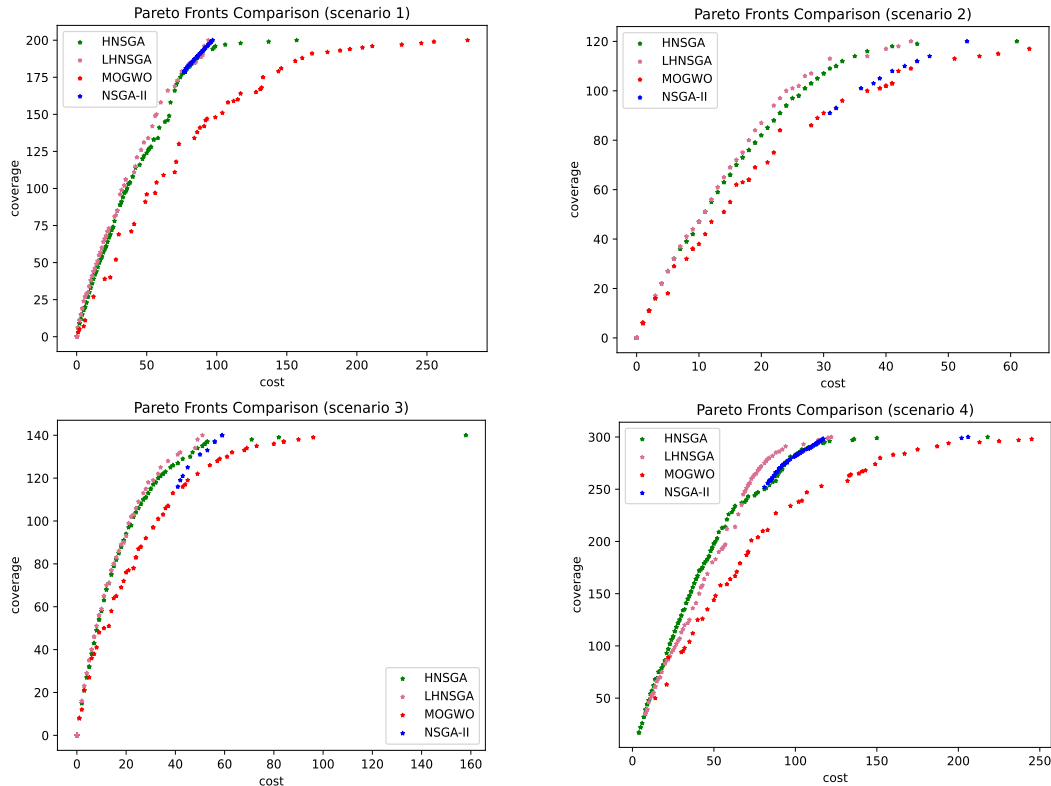 Pareto Fronts Comparison (scenario 1)
200
175
150
125
100
75
50
25
0
coverage
HNSGA
LHNSGA
MOGWO
NSGA-II
0 50 100 150 200 250
cost
Pareto Fronts Comparison (scenario 2)
120
100
80
60
40
20
0
coverage
HNSGA
LHNSGA
MOGWO
NSGA-II
0 10 20 30 40 50 60
cost
Pareto Fronts Comparison (scenario 3)
140
120
100
80
60
40
20
0
coverage
HNSGA
LHNSGA
MOGWO
NSGA-II
0 20 40 60 80 100 120 140 160
cost
Pareto Fronts Comparison (scenario 4)
300
250
200
150
100
50
coverage
HNSGA
LHNSGA
MOGWO
NSGA-II
0 50 100 150 200 250
cost